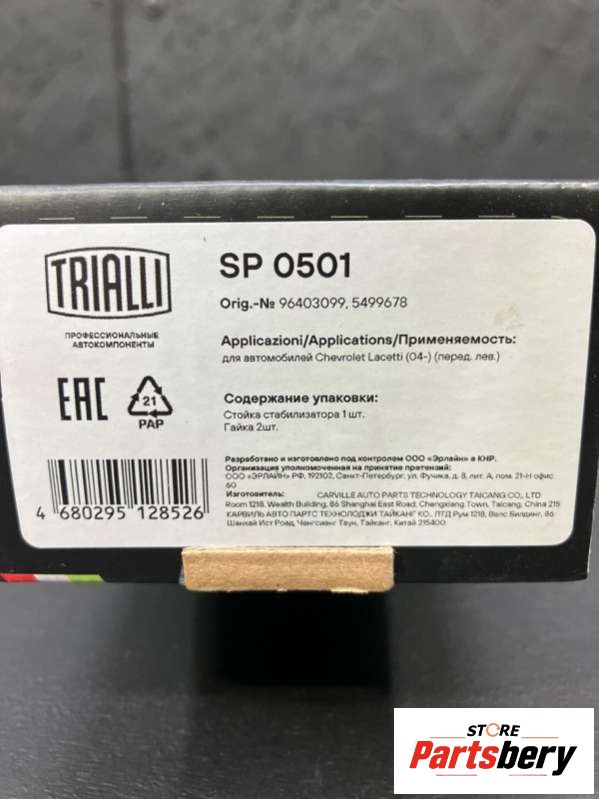 TRIALLI
ПРОФЕССИОНАЛЬНЫЕ
АВТОКОМПОНЕНТЫ
SP 0501
Orig.-№ 96403099, 5499678
Applicazioni/Applications/Применяемость:
для автомобилей Chevrolet Lacetti (04-) (перед. лев.)
EAC
21
PAP
Содержание упаковки:
Стойка стабилизатора 1 шт.
Гайка 2шт.
Разработано и изготовлено под контролем ООО «Эрлайн» в КНР.
Организация уполномоченная на принятие претензий:
ООО «ЭРЛАЙН» РФ, 192102, Санкт-Петербург, ул. Фучика, д. 8, лит. А, пом. 21-Н офис
60
Изготовитель: CARVILLE AUTO PARTS TECHNOLOGY TAICANG CO., LTD
Room 1218, Wealth Building, 86 Shanghai East Road, Chengxiang Town, Taicang, China 215
КАРВИЛЬ АВТО ПАРТС ТЕХНОЛОДЖИ ТАЙКАНГ КО., ЛТД Рум 1218, Велс Билдинг, 86
Шанхай Ист Роад, Ченгсианг Таун, Тайканг, Китай 215400
4 680295 128526
STORE
Partsbery